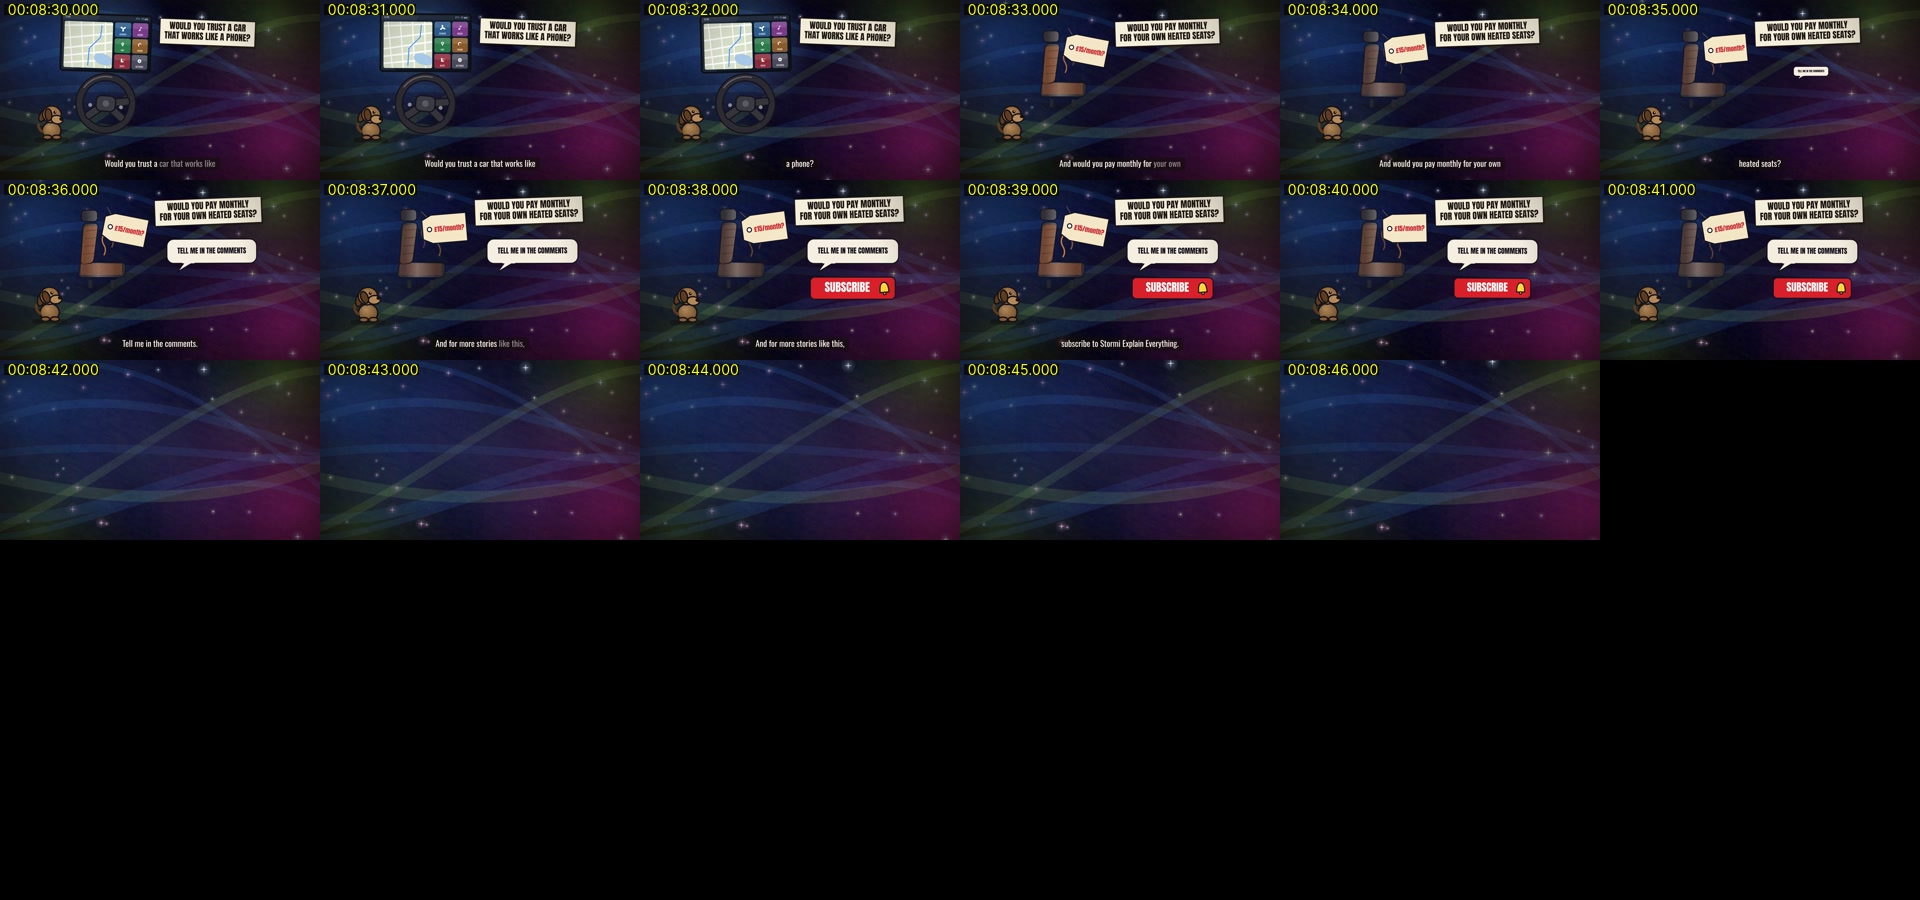 00:08:30.000
WOULD YOU TRUST A CAR
THAT WORKS LIKE A PHONE?
Would you trust a car that works like
00:08:31.000
WOULD YOU TRUST A CAR
THAT WORKS LIKE A PHONE?
Would you trust a car that works like
00:08:32.000
WOULD YOU TRUST A CAR
THAT WORKS LIKE A PHONE?
a phone?
00:08:33.000
WOULD YOU PAY MONTHLY
FOR YOUR OWN HEATED SEATS?
£15/month?
And would you pay monthly for your own
00:08:34.000
WOULD YOU PAY MONTHLY
FOR YOUR OWN HEATED SEATS?
£15/month?
And would you pay monthly for your own
00:08:35.000
WOULD YOU PAY MONTHLY
FOR YOUR OWN HEATED SEATS?
£15/month?
TELL ME IN THE COMMENTS
heated seats?
00:08:36.000
WOULD YOU PAY MONTHLY
FOR YOUR OWN HEATED SEATS?
£15/month?
TELL ME IN THE COMMENTS
Tell me in the comments.
00:08:37.000
WOULD YOU PAY MONTHLY
FOR YOUR OWN HEATED SEATS?
£15/month?
TELL ME IN THE COMMENTS
And for more stories like this,
00:08:38.000
WOULD YOU PAY MONTHLY
FOR YOUR OWN HEATED SEATS?
£15/month?
TELL ME IN THE COMMENTS
SUBSCRIBE
And for more stories like this,
00:08:39.000
WOULD YOU PAY MONTHLY
FOR YOUR OWN HEATED SEATS?
£15/month?
TELL ME IN THE COMMENTS
SUBSCRIBE
subscribe to Stormi Explain Everything.
00:08:40.000
WOULD YOU PAY MONTHLY
FOR YOUR OWN HEATED SEATS?
£15/month?
TELL ME IN THE COMMENTS
SUBSCRIBE
00:08:41.000
WOULD YOU PAY MONTHLY
FOR YOUR OWN HEATED SEATS?
£15/month?
TELL ME IN THE COMMENTS
SUBSCRIBE
00:08:42.000
00:08:43.000
00:08:44.000
00:08:45.000
00:08:46.000